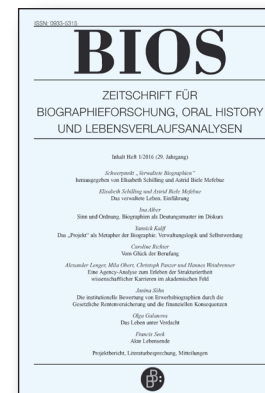 ISSN: 0933-5315
BIOS
ZEITSCHRIFT FÜR
BIOGRAPHIEFORSCHUNG, ORAL HISTORY
UND LEBENSVERLAUFSANALYSEN
Inhalt Heft 1/2016 (29. Jahrgang)
Schwerpunkt „Verwaltete Biographien“
herausgegeben von Elisabeth Schilling und Astrid Biele Mefebue
Elisabeth Schilling und Astrid Biele Mefebue
Das verwaltete Leben, Einführung
Ina Alber
Sinn und Ordnung, Biographien als Deutungsmuster im Diskurs
Yannick Kalff
Das „Projekt“ als Metapher der Biographie. Verwaltungslogik und Selbstwerdung
Caroline Richter
Vom Glück der Berufung
Alexander Lenger, Mila Obert, Christoph Panzer und Hannes Weinbrenner
Eine Agency-Analyse zum Erleben der Strukturiertheit
wissenschaftlicher Karrieren im akademischen Feld
Janina Söhn
Die institutionelle Bewertung von Erwerbsbiografien durch die
Gesetzliche Rentenversicherung und die finanziellen Konsequenzen
Olga Galanova
Das Leben unter Verdacht
Francis Seeck
Akte Lebensende
Projektbericht, Literaturbesprechung, Mitteilungen
B: